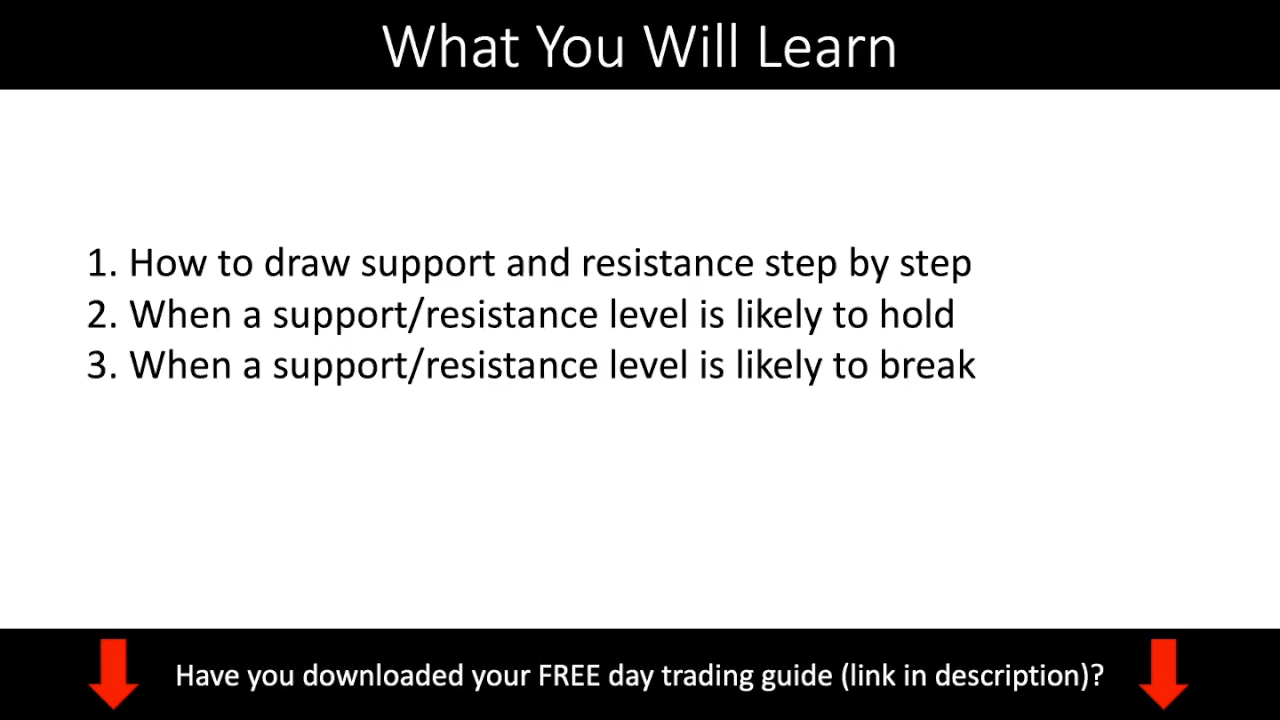 What You Will Learn
1. How to draw support and resistance step by step
2. When a support/resistance level is likely to hold
3. When a support/resistance level is likely to break
Have you downloaded your FREE day trading guide (link in description)?